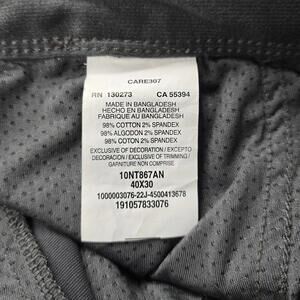 CARE307
RN 130273 CA 55394
MADE IN BANGLADESH
HECHO EN BANGLADESH
FABRIQUE AU BANGLADESH
98% COTTON 2% SPANDEX
98% ALGODON 2% SPANDEX
98% COTON 2% SPANDEX
EXCLUSIVE OF DECORATION / EXCEPTO
DECORACIÓN / EXCLUSIVE OF TRIMMING /
GARNITURE NON COMPRISE
10NT867AN
40X30
1000003076-22J-4500413678
191057833076